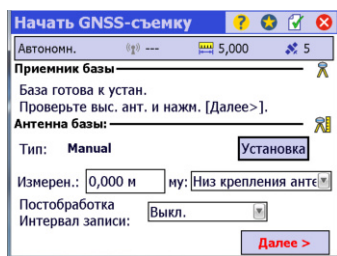 Начать GNSS-съемку
Автономн. --- 5,000 5
Приемник базы
База готова к устан.
Проверьте выс. ант. и нажм. [Далее>].
Антенна базы:
Тип: Manual Установка
Измерен.: 0,000 м му: Низ крепления анте
Постобработка
Интервал записи: Выкл.
Далее >